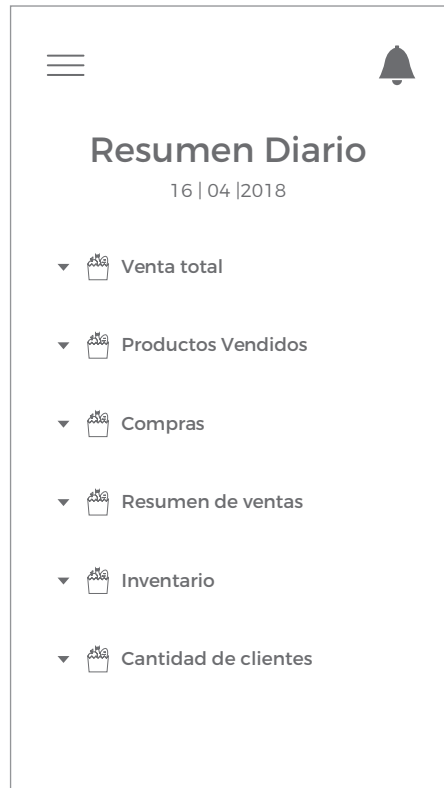 Resumen Diario
16 | 04 |2018
Venta total
Productos Vendidos
Compras
Resumen de ventas
Inventario
Cantidad de clientes